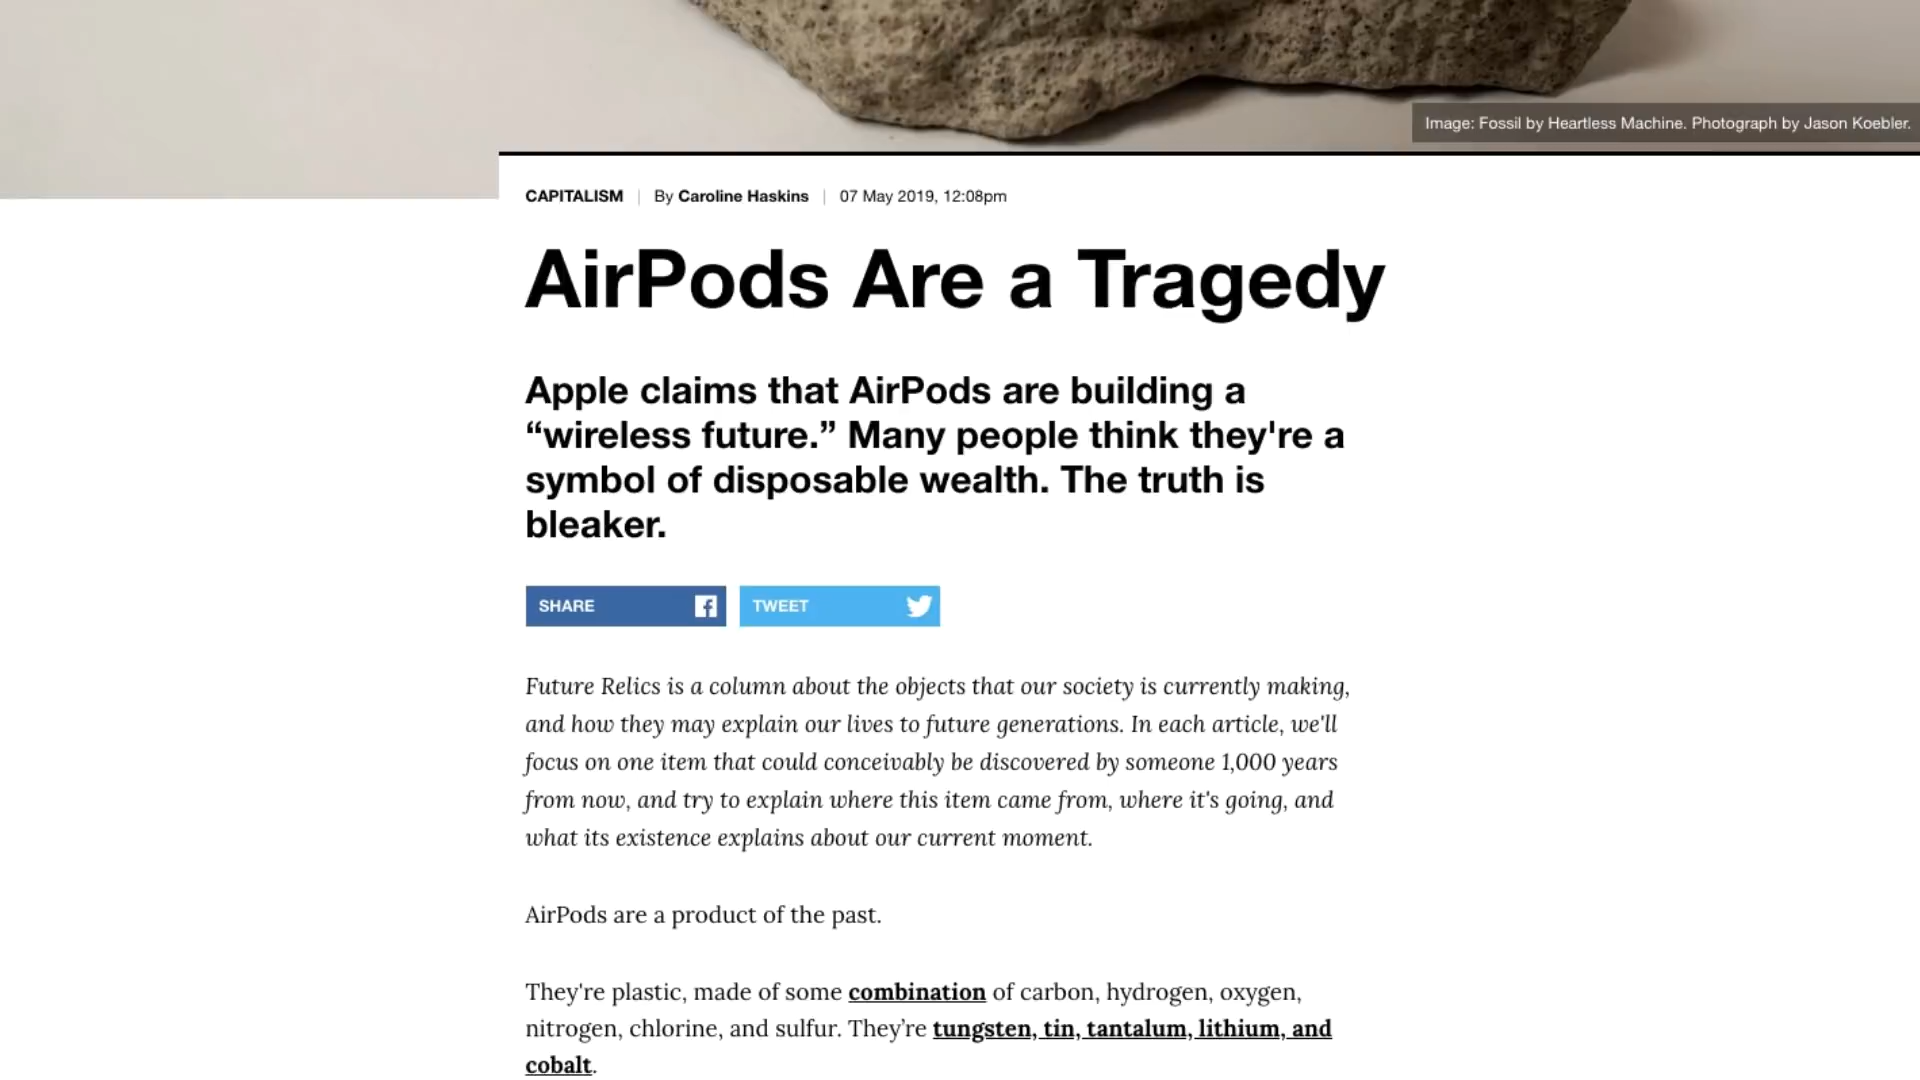 Image: Fossil by Heartless Machine. Photograph by Jason Koebler.
CAPITALISM | By Caroline Haskins | 07 May 2019, 12:08pm
AirPods Are a Tragedy
Apple claims that AirPods are building a
“wireless future.” Many people think they're a
symbol of disposable wealth. The truth is
bleaker.
SHARE TWEET
Future Relics is a column about the objects that our society is currently making,
and how they may explain our lives to future generations. In each article, we'll
focus on one item that could conceivably be discovered by someone 1,000 years
from now, and try to explain where this item came from, where it's going, and
what its existence explains about our current moment.
AirPods are a product of the past.
They're plastic, made of some combination of carbon, hydrogen, oxygen,
nitrogen, chlorine, and sulfur. They’re tungsten, tin, tantalum, lithium, and
cobalt.